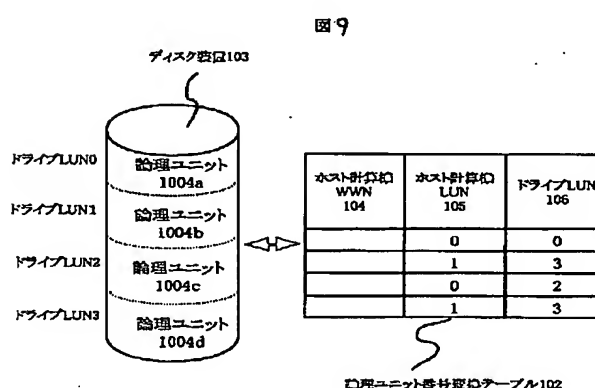 図9
ディスク装置103
ドライブLUN0
論理ユニット
1004a
ドライブLUN1
論理ユニット
1004b
ドライブLUN2
論理ユニット
1004c
ドライブLUN3
論理ユニット
1004d
ホスト計算機
WWN
104
ホスト計算機
LUN
105
ドライブLUN
106
0 0
1 3
0 2
1 3
論理ユニット番号変換テーブル102